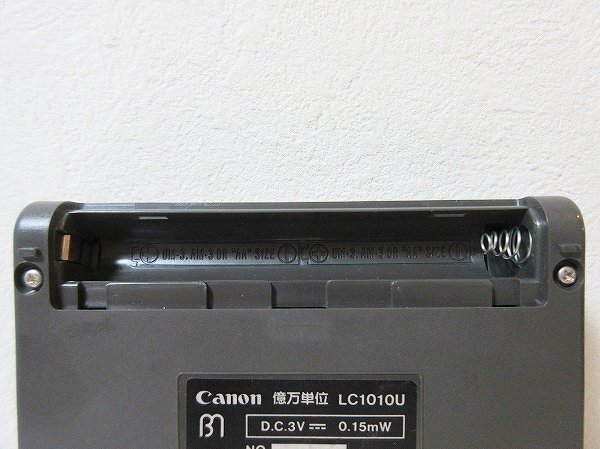 UM-3. AM-3 OR "AA" SIZE UM-3. AM-3 OR "AA" SIZE
Canon 億万単位 LC1010U
D.C.3V 0.15mW
NO.